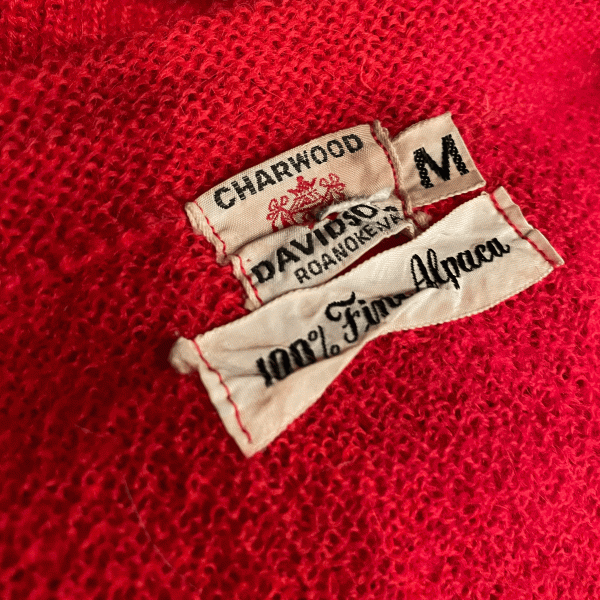 CHARWOOD
M
DAVIDSO
ROANOKE, VA
100% Fine Alpaca